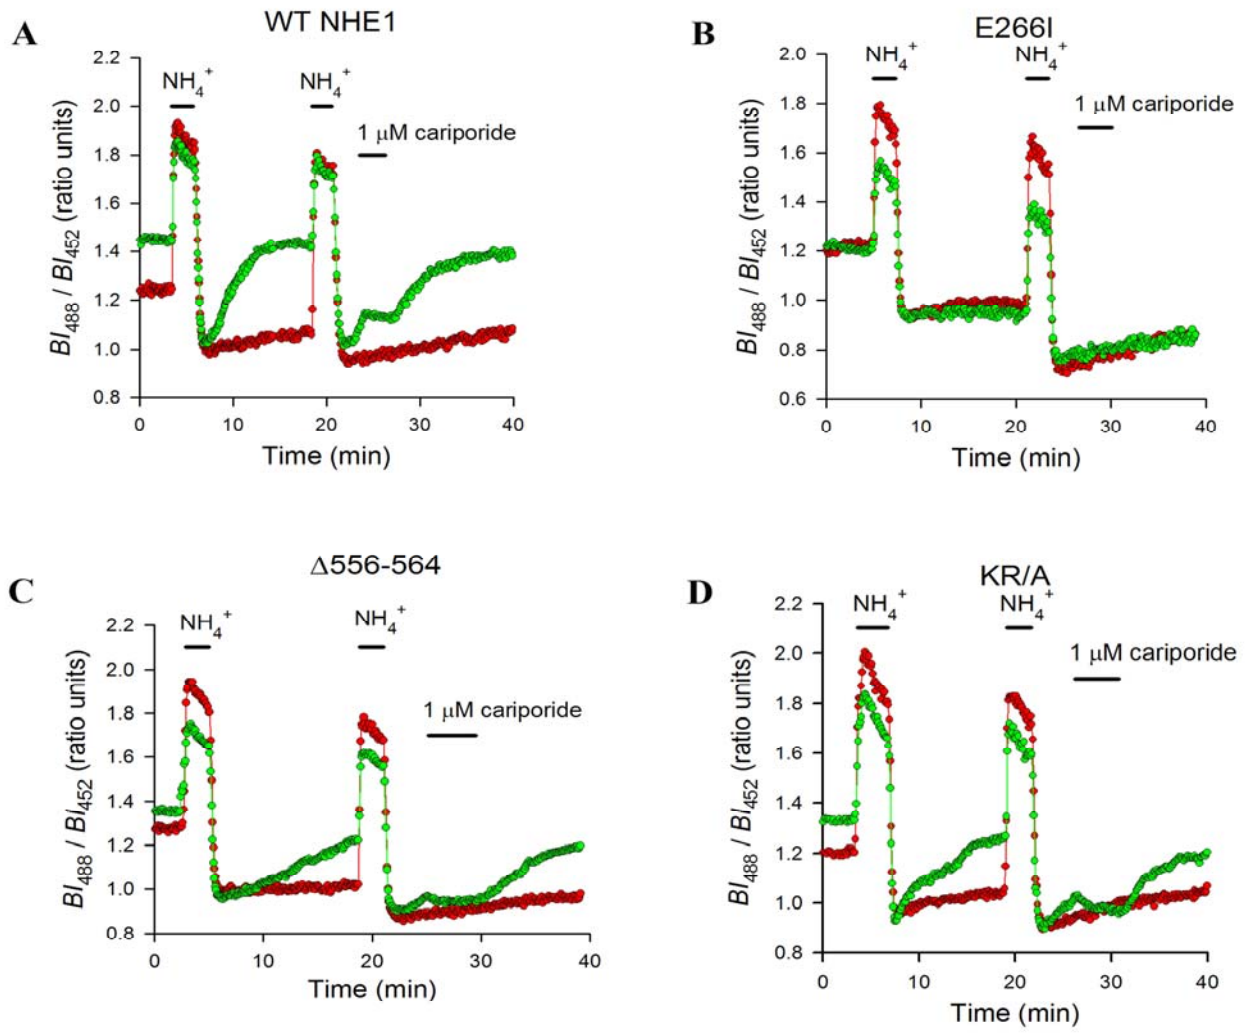 A
WT NHE1
NH4+ NH4+
1 μM cariporide
BI488 / BI452 (ratio units)
2.2
2.0
1.8
1.6
1.4
1.2
1.0
0.8
0 10 20 30 40
Time (min)
B
E266I
NH4+ NH4+
1 μM cariporide
BI488 / BI452 (ratio units)
2.0
1.8
1.6
1.4
1.2
1.0
0.8
0.6
0 10 20 30 40
Time (min)
C
Δ556-564
NH4+ NH4+
1 μM cariporide
BI488 / BI452 (ratio units)
2.2
2.0
1.8
1.6
1.4
1.2
1.0
0.8
0 10 20 30 40
Time (min)
D
KR/A
NH4+ NH4+
1 μM cariporide
BI488 / BI452 (ratio units)
2.2
2.0
1.8
1.6
1.4
1.2
1.0
0.8
0 10 20 30 40
Time (min)